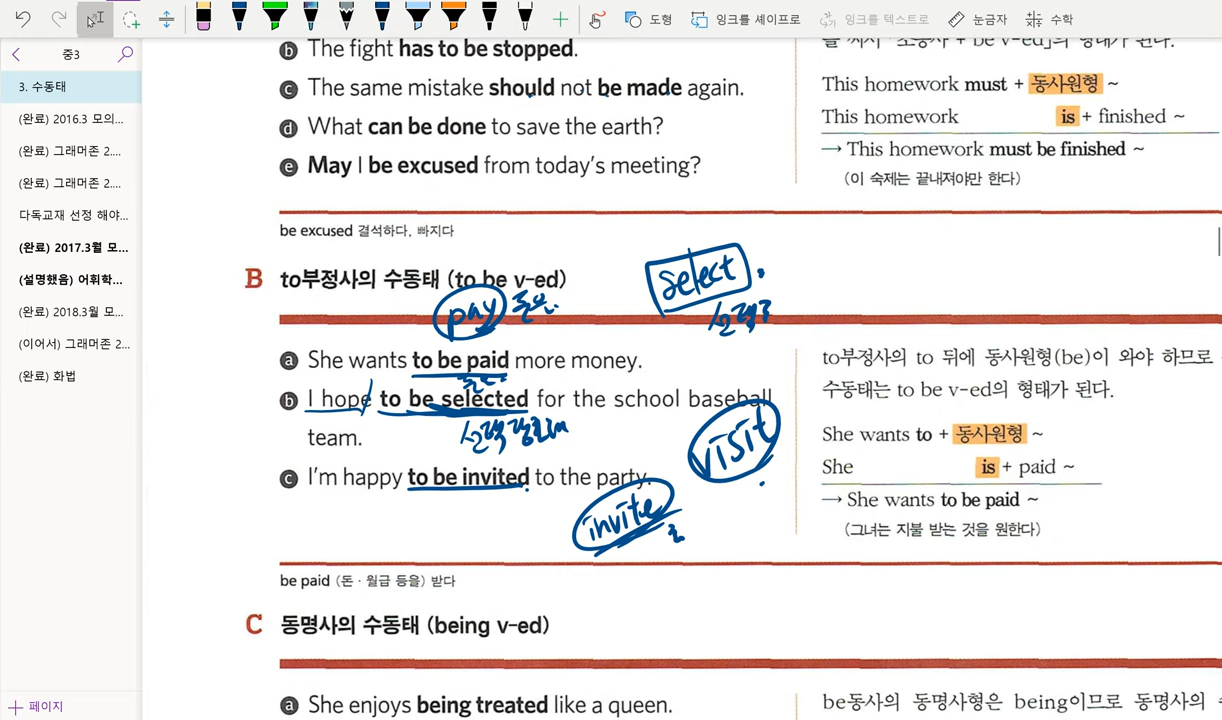 도형
잉크를 셰이프로
잉크를 텍스트로
눈금자
수학
중3
3. 수동태
(완료) 2016.3 모의...
(완료) 그래머존 2....
(완료) 그래머존 2....
다독교재 선정 해야...
(완료) 2017.3월 모...
(설명했음) 어휘학...
(완료) 2018.3월 모...
(이어서) 그래머존 2...
(완료) 화법
페이지
ⓑ The fight has to be stopped.
ⓒ The same mistake should not be made again.
ⓓ What can be done to save the earth?
ⓔ May I be excused from today's meeting?
be excused 결석하다, 빠지다
를 써서 「조동사 + be v-ed」의 형태가 된다.
This homework must + 동사원형 ~
This homework is + finished ~
→ This homework must be finished ~
(이 숙제는 끝내져야만 한다)
B to부정사의 수동태 (to be v-ed)
select
pay
ⓐ She wants to be paid more money.
ⓑ I hope to be selected for the school baseball
team.
visit
ⓒ I'm happy to be invited to the party.
invite
be paid (돈 · 월급 등을) 받다
to부정사의 to 뒤에 동사원형(be)이 와야 하므로
수동태는 to be v-ed의 형태가 된다.
She wants to + 동사원형 ~
She is + paid ~
→ She wants to be paid ~
(그녀는 지불 받는 것을 원한다)
C 동명사의 수동태 (being v-ed)
ⓐ She enjoys being treated like a queen.
be동사의 동명사형은 being이므로 동명사의